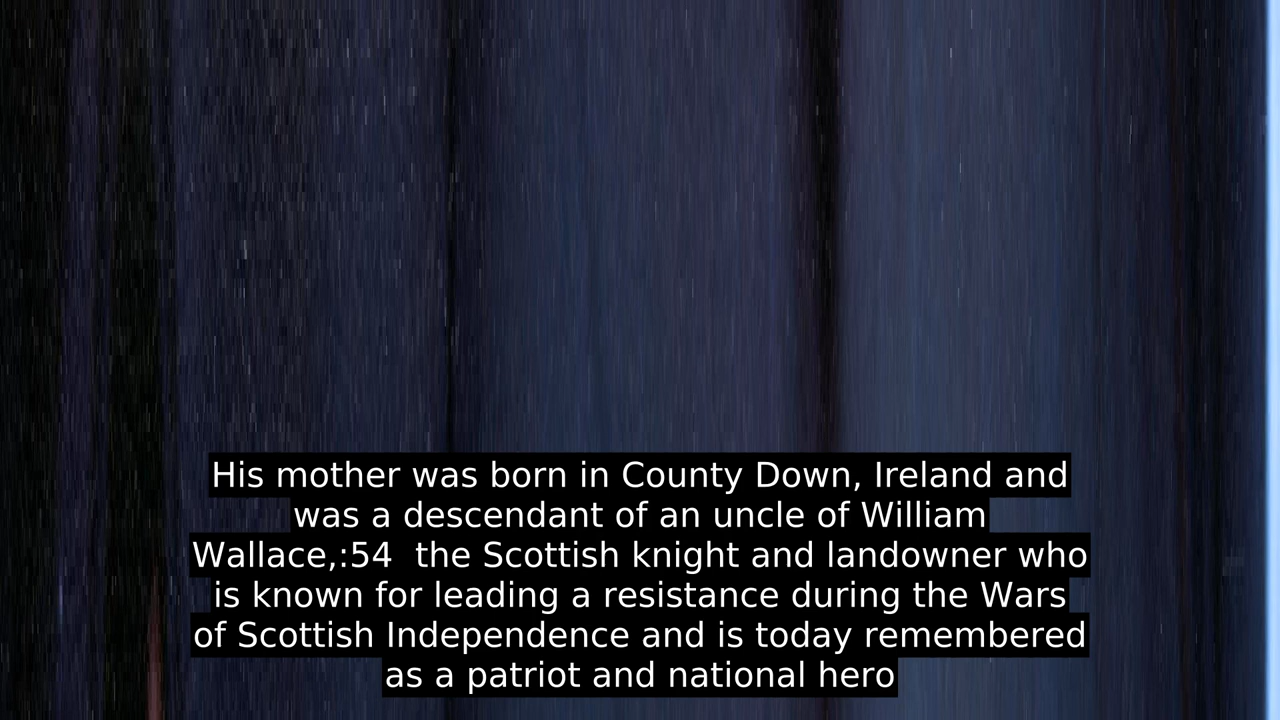 His mother was born in County Down, Ireland and
was a descendant of an uncle of William
Wallace,:54  the Scottish knight and landowner who
is known for leading a resistance during the Wars
of Scottish Independence and is today remembered
as a patriot and national hero